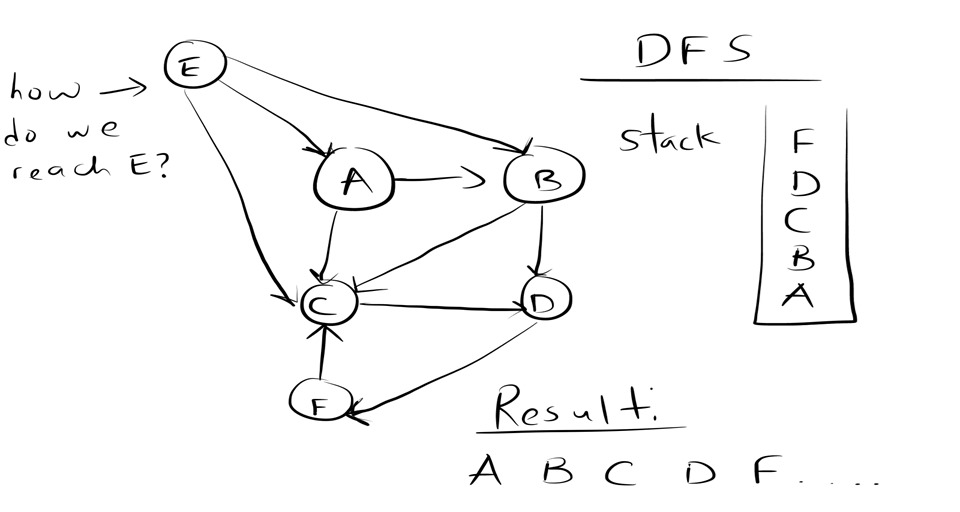 DFS
how →
do we
reach E?
E
A
B
C
D
F
stack
F
D
C
B
A
Result:
A B C D F.....